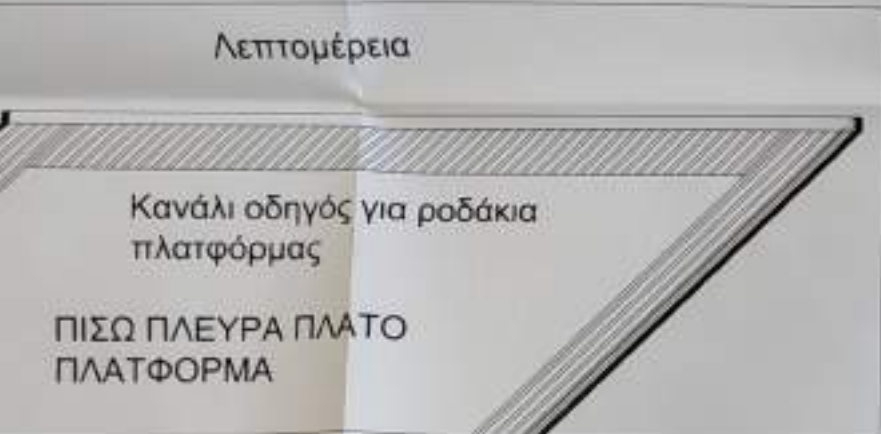 Λεπτομέρεια
Κανάλι οδηγός για ροδάκια
πλατφόρμας
ΠΙΣΩ ΠΛΕΥΡΑ ΠΛΑΤΟ
ΠΛΑΤΦΟΡΜΑ